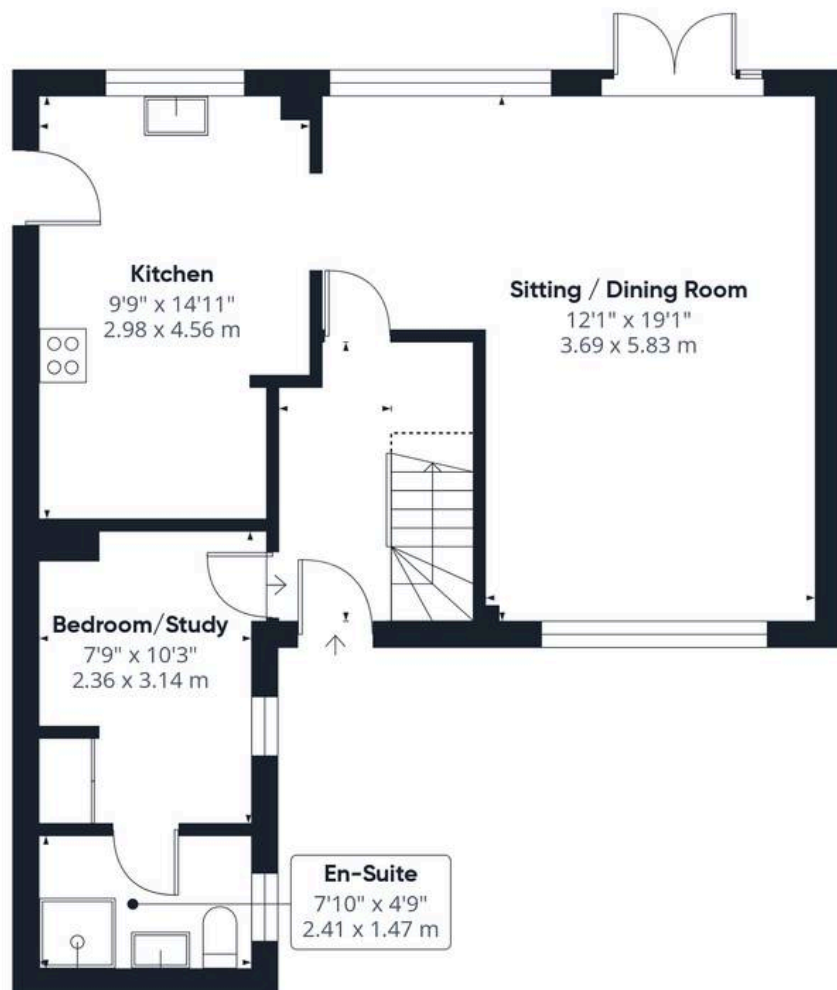 Kitchen
9'9" x 14'11"
2.98 x 4.56 m
Sitting / Dining Room
12'1" x 19'1"
3.69 x 5.83 m
Bedroom/Study
7'9" x 10'3"
2.36 x 3.14 m
En-Suite
7'10" x 4'9"
2.41 x 1.47 m